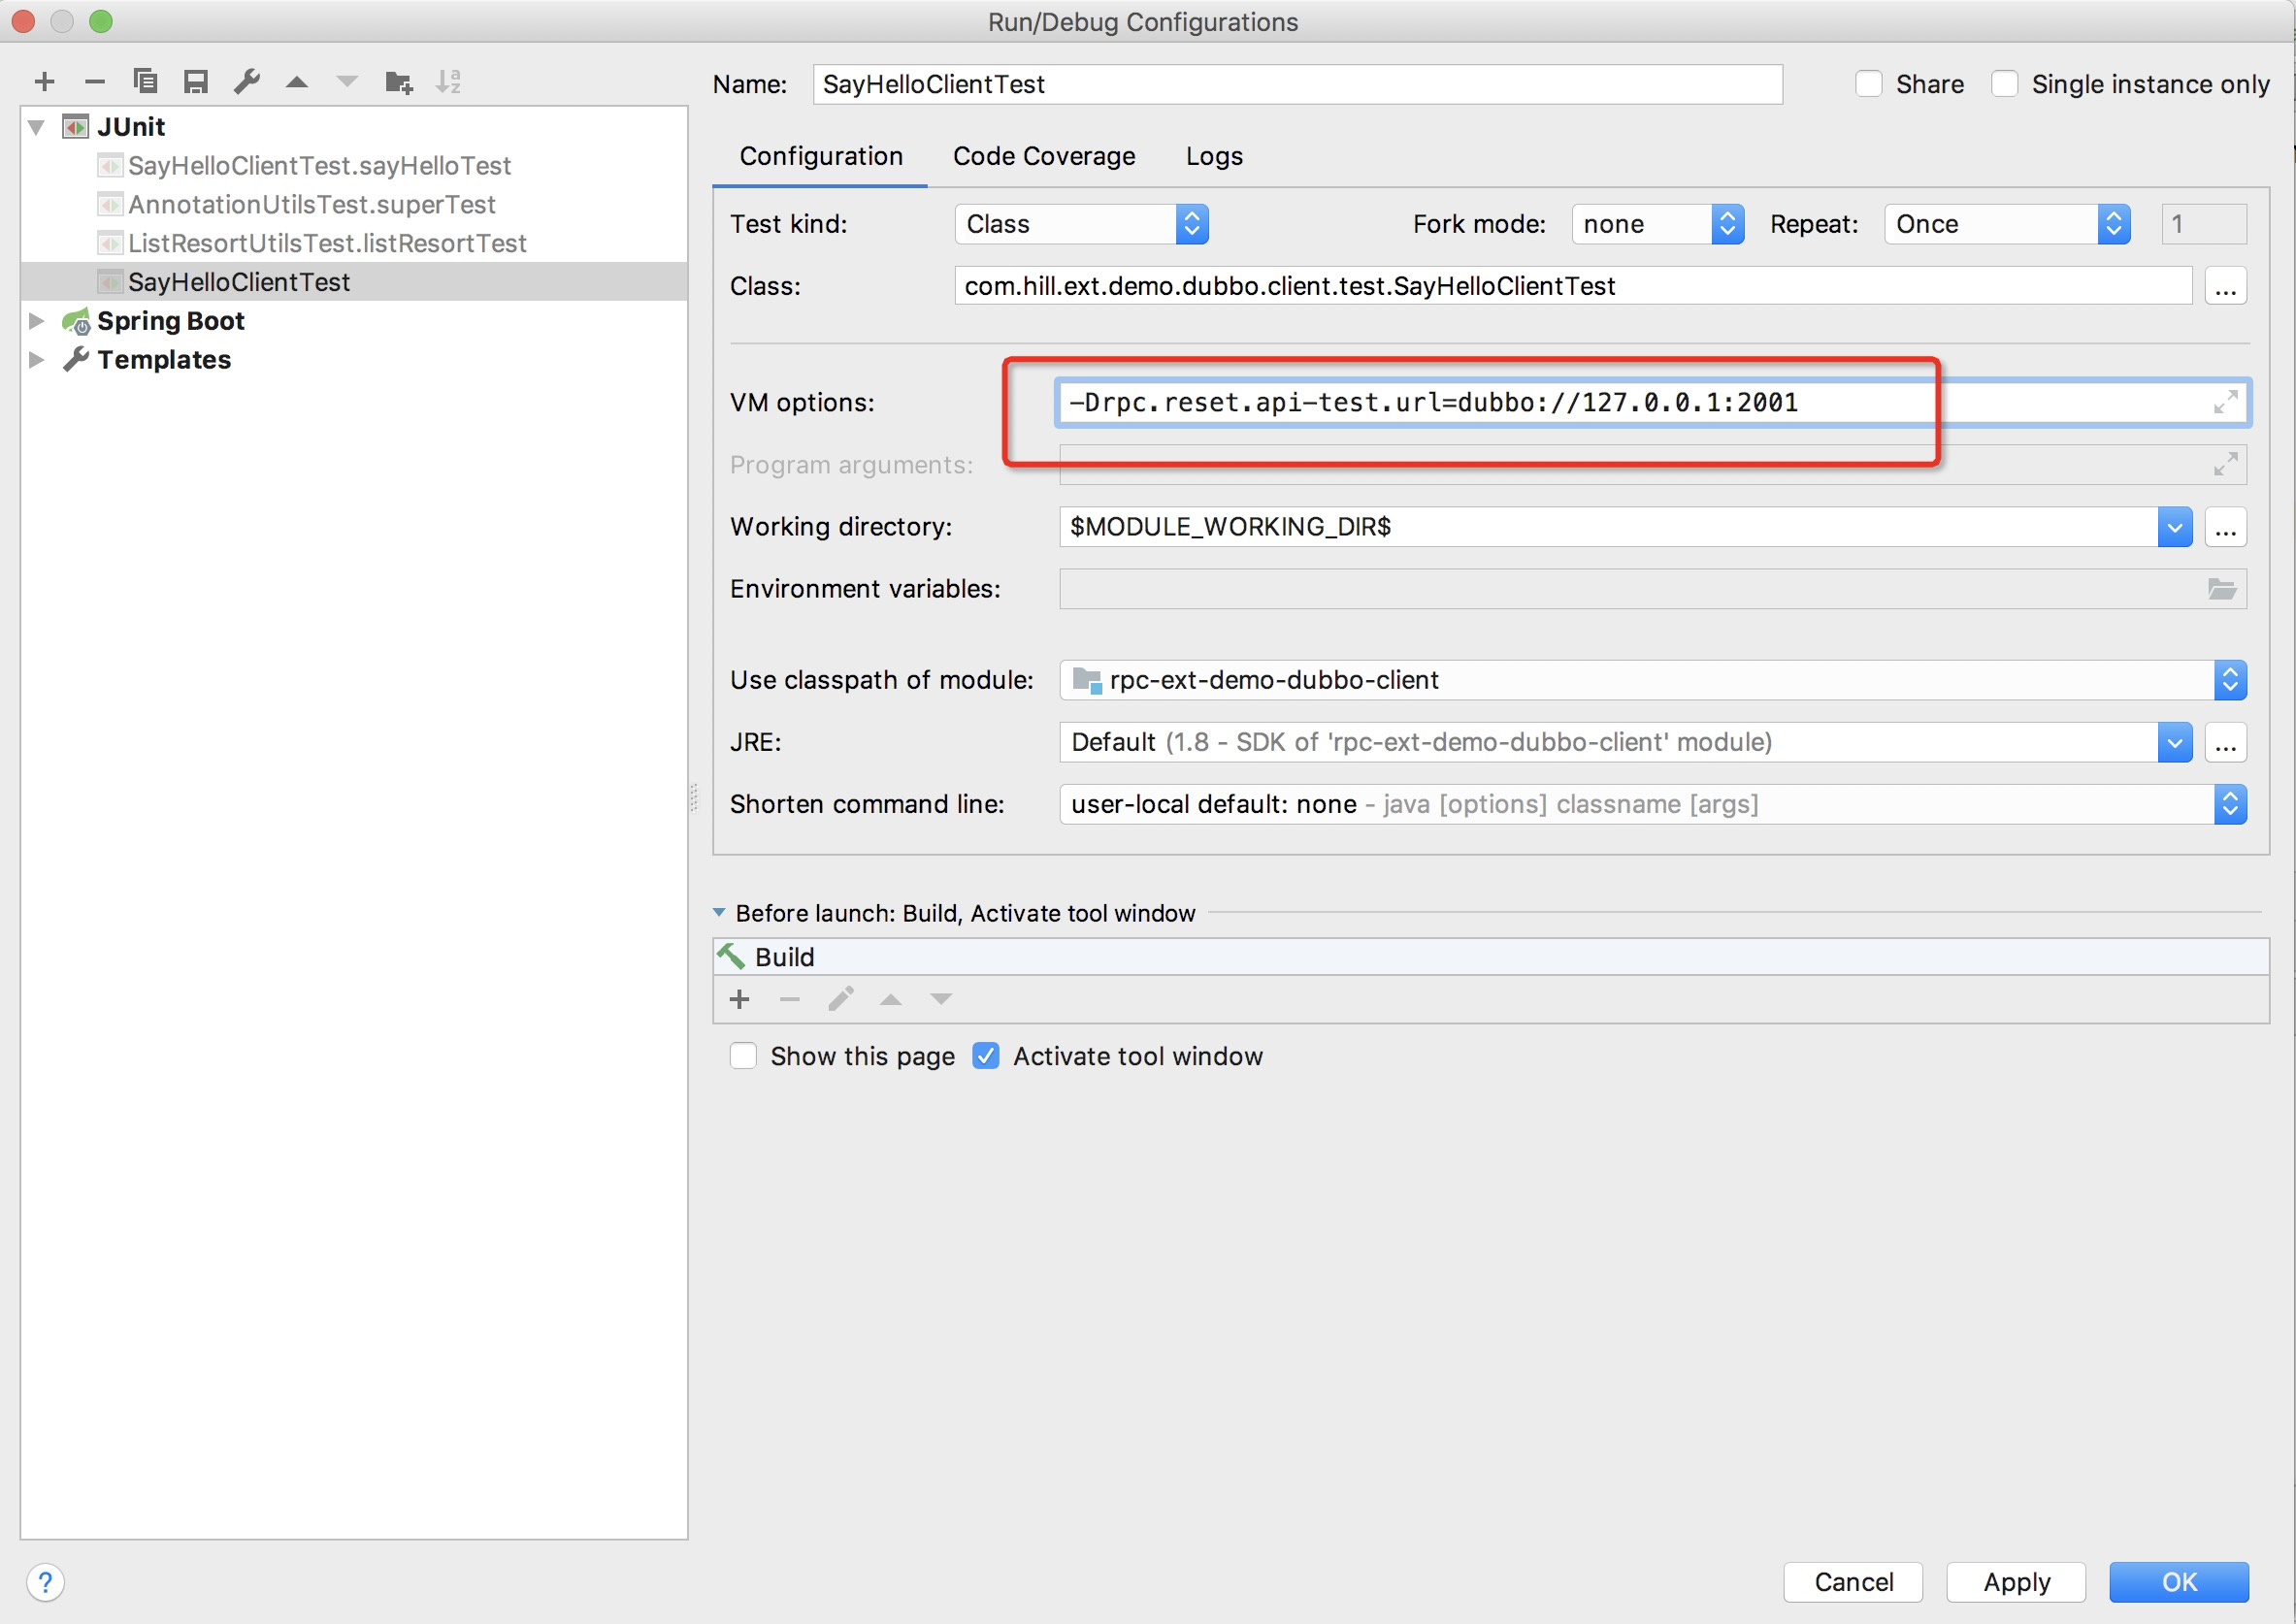 Run/Debug Configurations
Name: SayHelloClientTest Share Single instance only
JUnit
SayHelloClientTest.sayHelloTest
AnnotationUtilsTest.superTest
ListResortUtilsTest.listResortTest
SayHelloClientTest
Spring Boot
Templates
Configuration Code Coverage Logs
Test kind: Class Fork mode: none Repeat: Once 1
Class: com.hill.ext.demo.dubbo.client.test.SayHelloClientTest ...
VM options: -Drpc.reset.api-test.url=dubbo://127.0.0.1:2001
Program arguments:
Working directory: $MODULE_WORKING_DIR$ ...
Environment variables:
Use classpath of module: rpc-ext-demo-dubbo-client
JRE: Default (1.8 - SDK of 'rpc-ext-demo-dubbo-client' module) ...
Shorten command line: user-local default: none - java [options] classname [args]
Before launch: Build, Activate tool window
Build
Show this page Activate tool window
? Cancel Apply OK